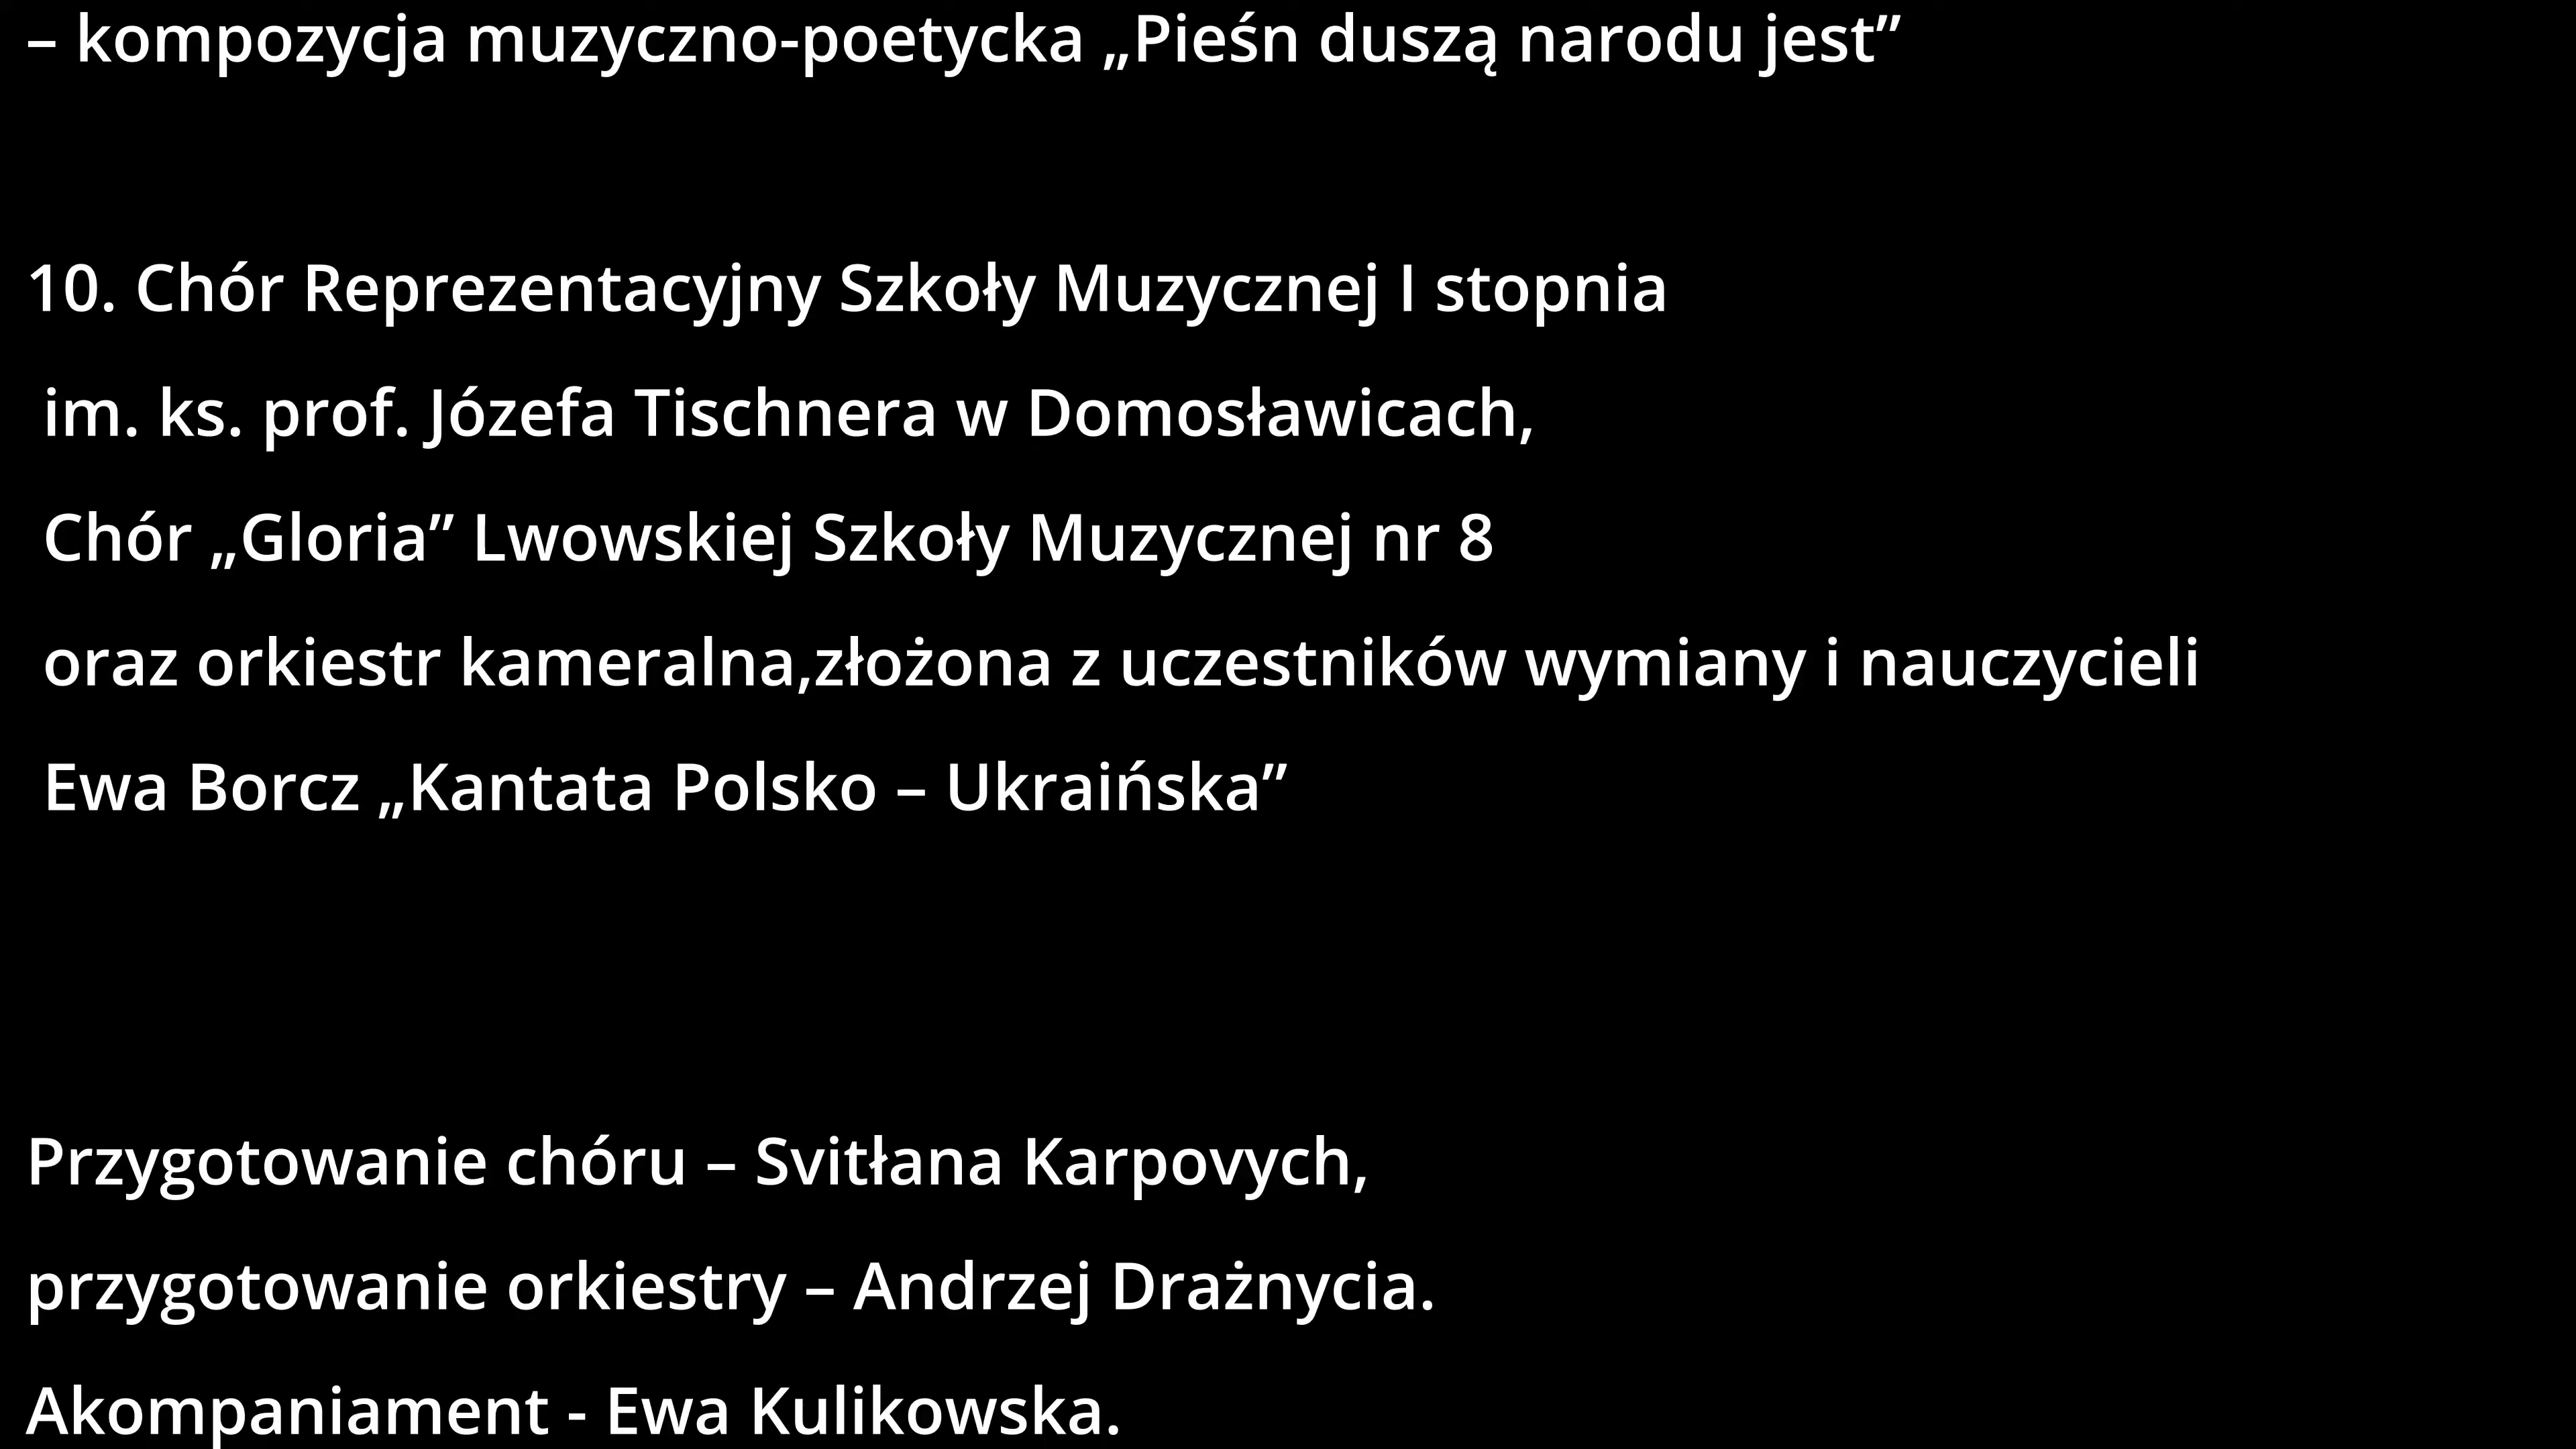 – kompozycja muzyczno-poetycka „Pieśn duszą narodu jest”
10. Chór Reprezentacyjny Szkoły Muzycznej I stopnia
im. ks. prof. Józefa Tischnera w Domosławicach,
Chór „Gloria” Lwowskiej Szkoły Muzycznej nr 8
oraz orkiestr kameralna,złożona z uczestników wymiany i nauczycieli
Ewa Borcz „Kantata Polsko – Ukraińska”
Przygotowanie chóru – Svitłana Karpovych,
przygotowanie orkiestry – Andrzej Drażnycia.
Akompaniament - Ewa Kulikowska.